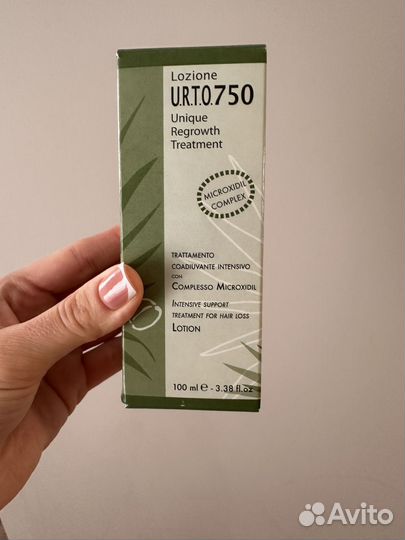 Lozione
U.R.T.O.750
Unique
Regrowth
Treatment
MICROXIDIL
COMPLEX
TRATTAMENTO
COADIUVANTE INTENSIVO
CON
COMPLESSO MICROXIDIL
INTENSIVE SUPPORT
TREATMENT FOR HAIR LOSS
LOTION
100 ml ℮ - 3.38 fl.oz
Avito